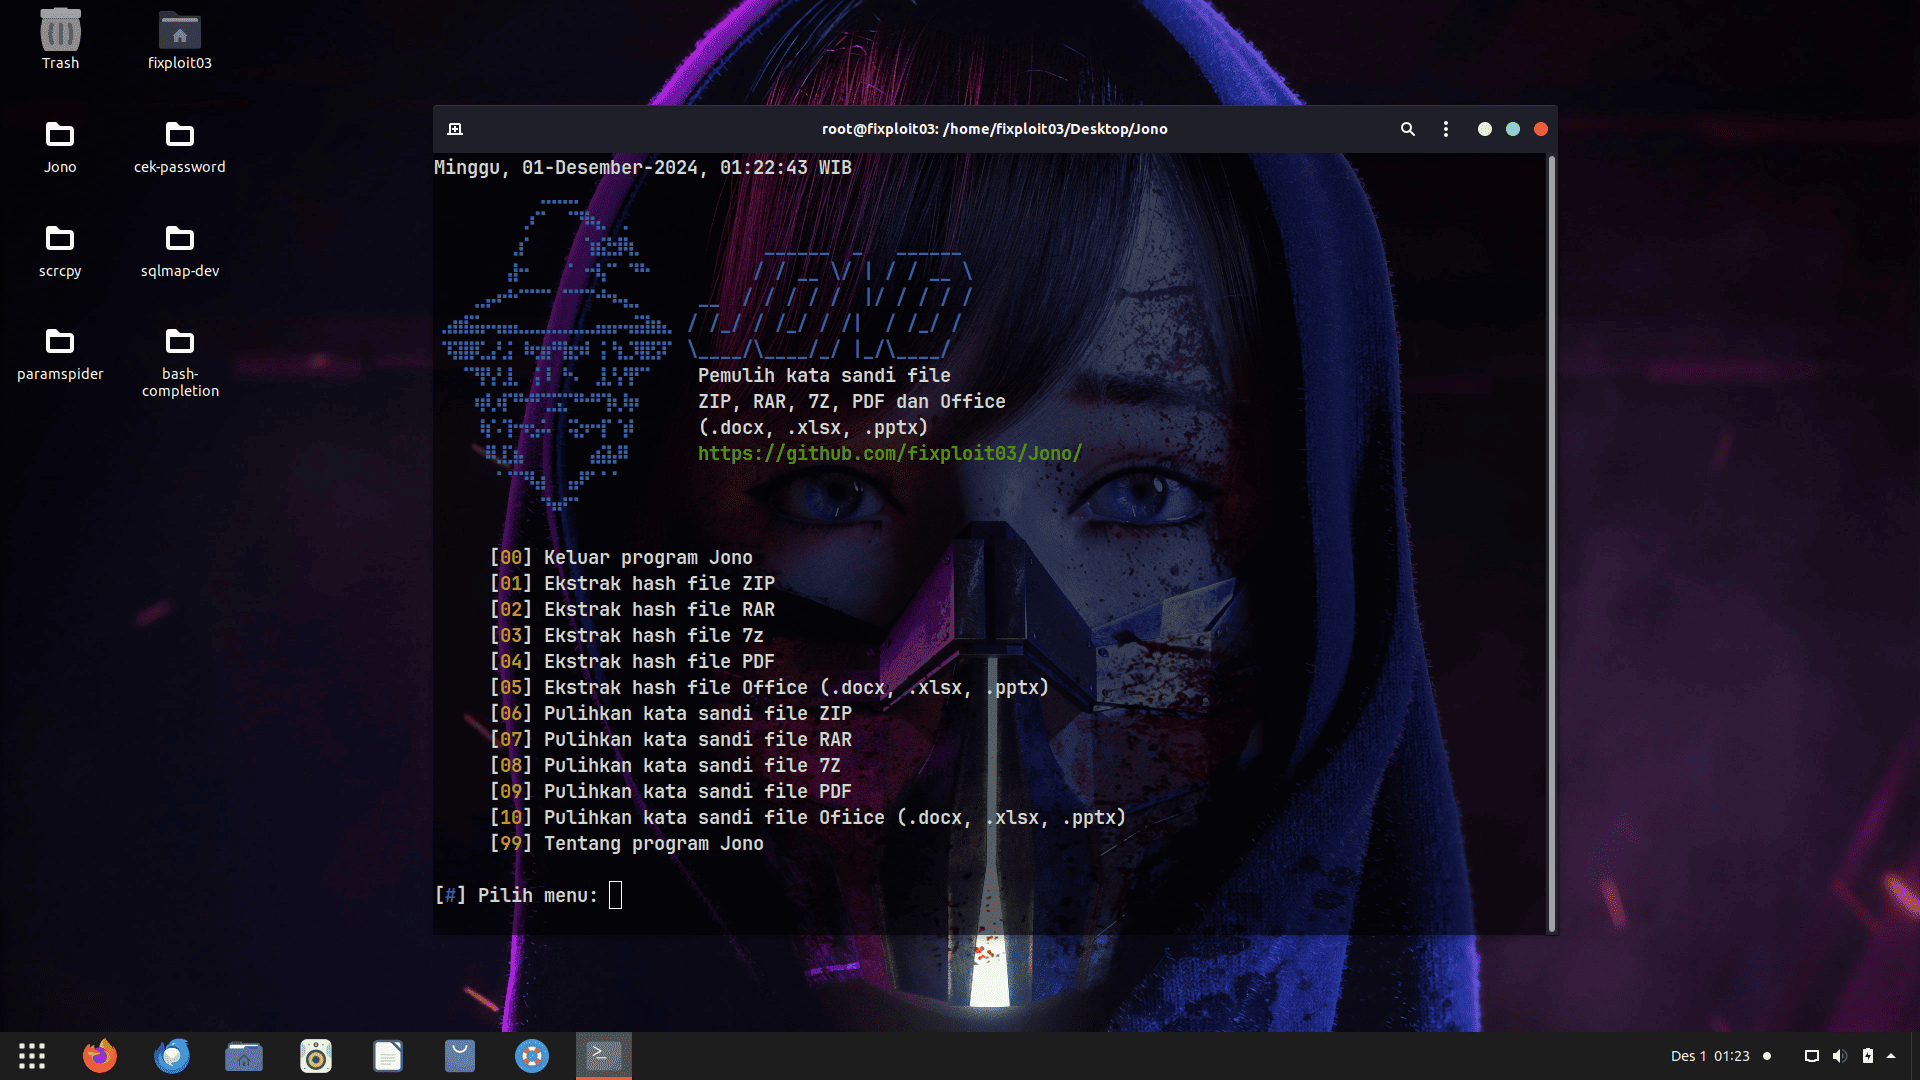 Trash
fixploit03
Jono
cek-password
scrcpy
sqlmap-dev
paramspider
bash-
completion
root@fixploit03: /home/fixploit03/Desktop/Jono
Minggu, 01-Desember-2024, 01:22:43 WIB
JONO
Pemulih kata sandi file
ZIP, RAR, 7Z, PDF dan Office
(.docx, .xlsx, .pptx)
https://github.com/fixploit03/Jono/
[00] Keluar program Jono
[01] Ekstrak hash file ZIP
[02] Ekstrak hash file RAR
[03] Ekstrak hash file 7z
[04] Ekstrak hash file PDF
[05] Ekstrak hash file Office (.docx, .xlsx, .pptx)
[06] Pulihkan kata sandi file ZIP
[07] Pulihkan kata sandi file RAR
[08] Pulihkan kata sandi file 7Z
[09] Pulihkan kata sandi file PDF
[10] Pulihkan kata sandi file Ofiice (.docx, .xlsx, .pptx)
[99] Tentang program Jono
[#] Pilih menu:
Des 1 01:23